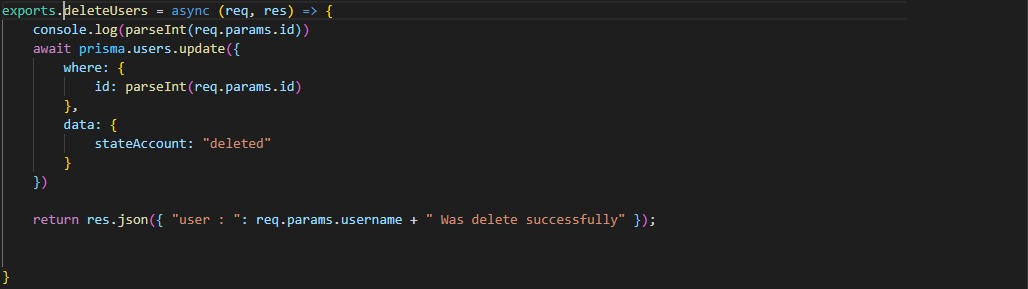 exports.deleteUsers = async (req, res) => {
    console.log(parseInt(req.params.id))
    await prisma.users.update({
        where: {
            id: parseInt(req.params.id)
        },
        data: {
            stateAccount: "deleted"
        }
    })
    return res.json({ "user : ": req.params.username + " Was delete successfully" });
}